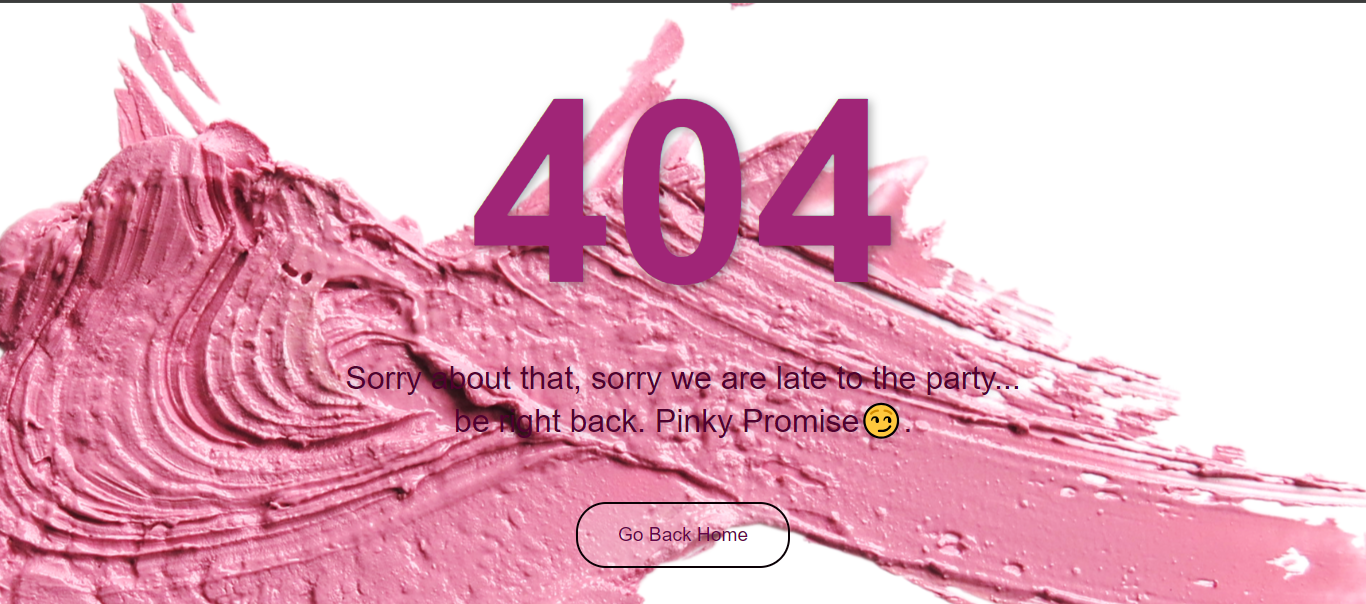 404
Sorry about that, sorry we are late to the party...
be right back. Pinky Promise😏.
Go Back Home